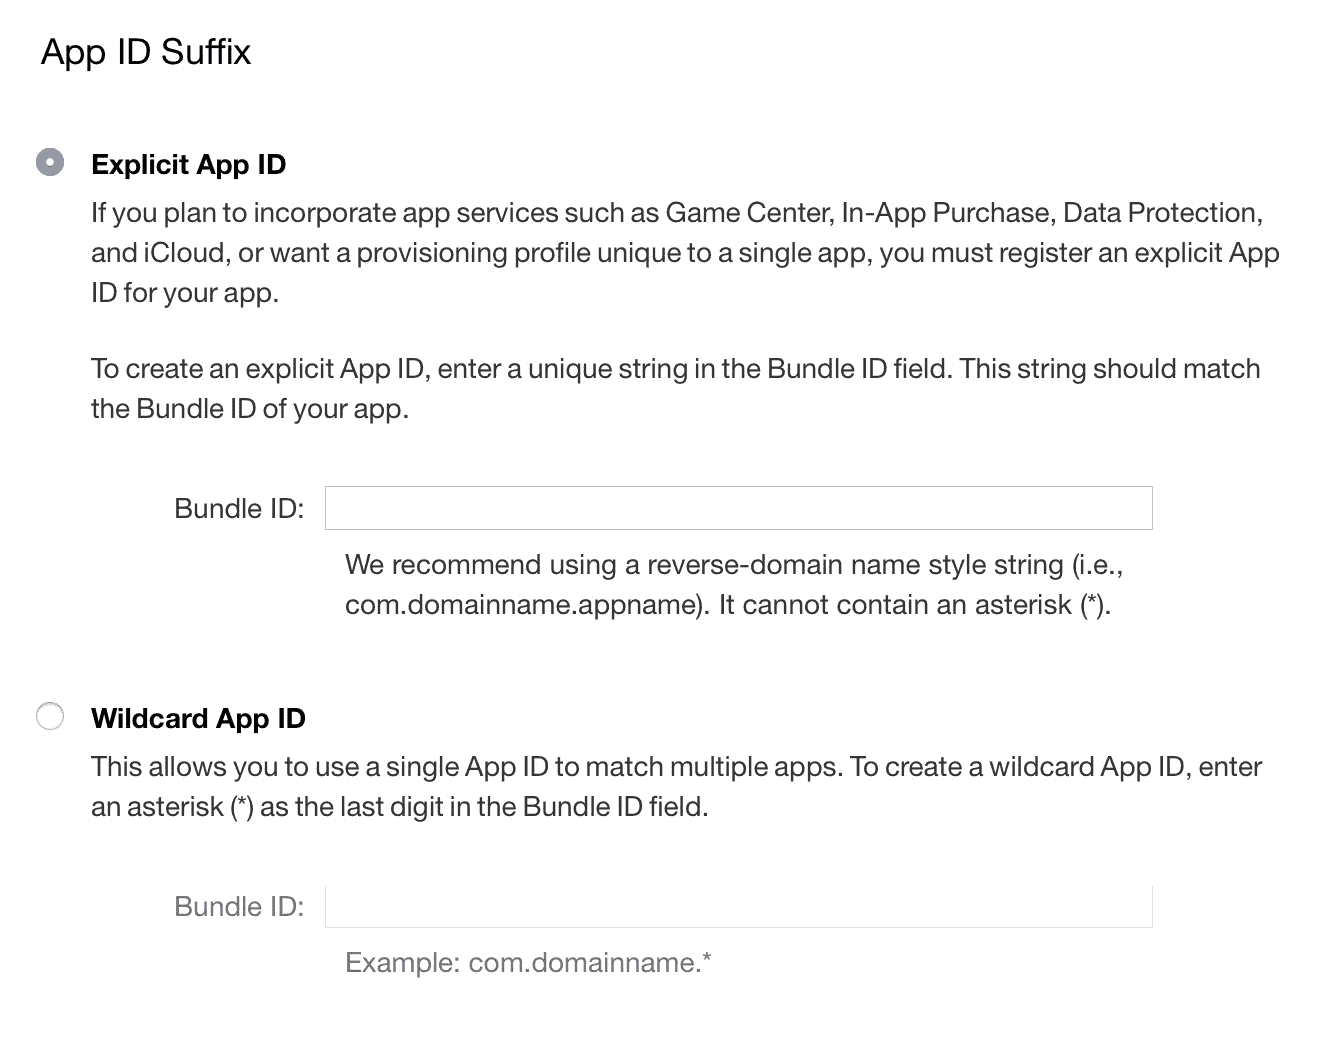 App ID Suffix
Explicit App ID
If you plan to incorporate app services such as Game Center, In-App Purchase, Data Protection,
and iCloud, or want a provisioning profile unique to a single app, you must register an explicit App
ID for your app.
To create an explicit App ID, enter a unique string in the Bundle ID field. This string should match
the Bundle ID of your app.
Bundle ID:
We recommend using a reverse-domain name style string (i.e.,
com.domainname.appname). It cannot contain an asterisk (*).
Wildcard App ID
This allows you to use a single App ID to match multiple apps. To create a wildcard App ID, enter
an asterisk (*) as the last digit in the Bundle ID field.
Bundle ID:
Example: com.domainname.*